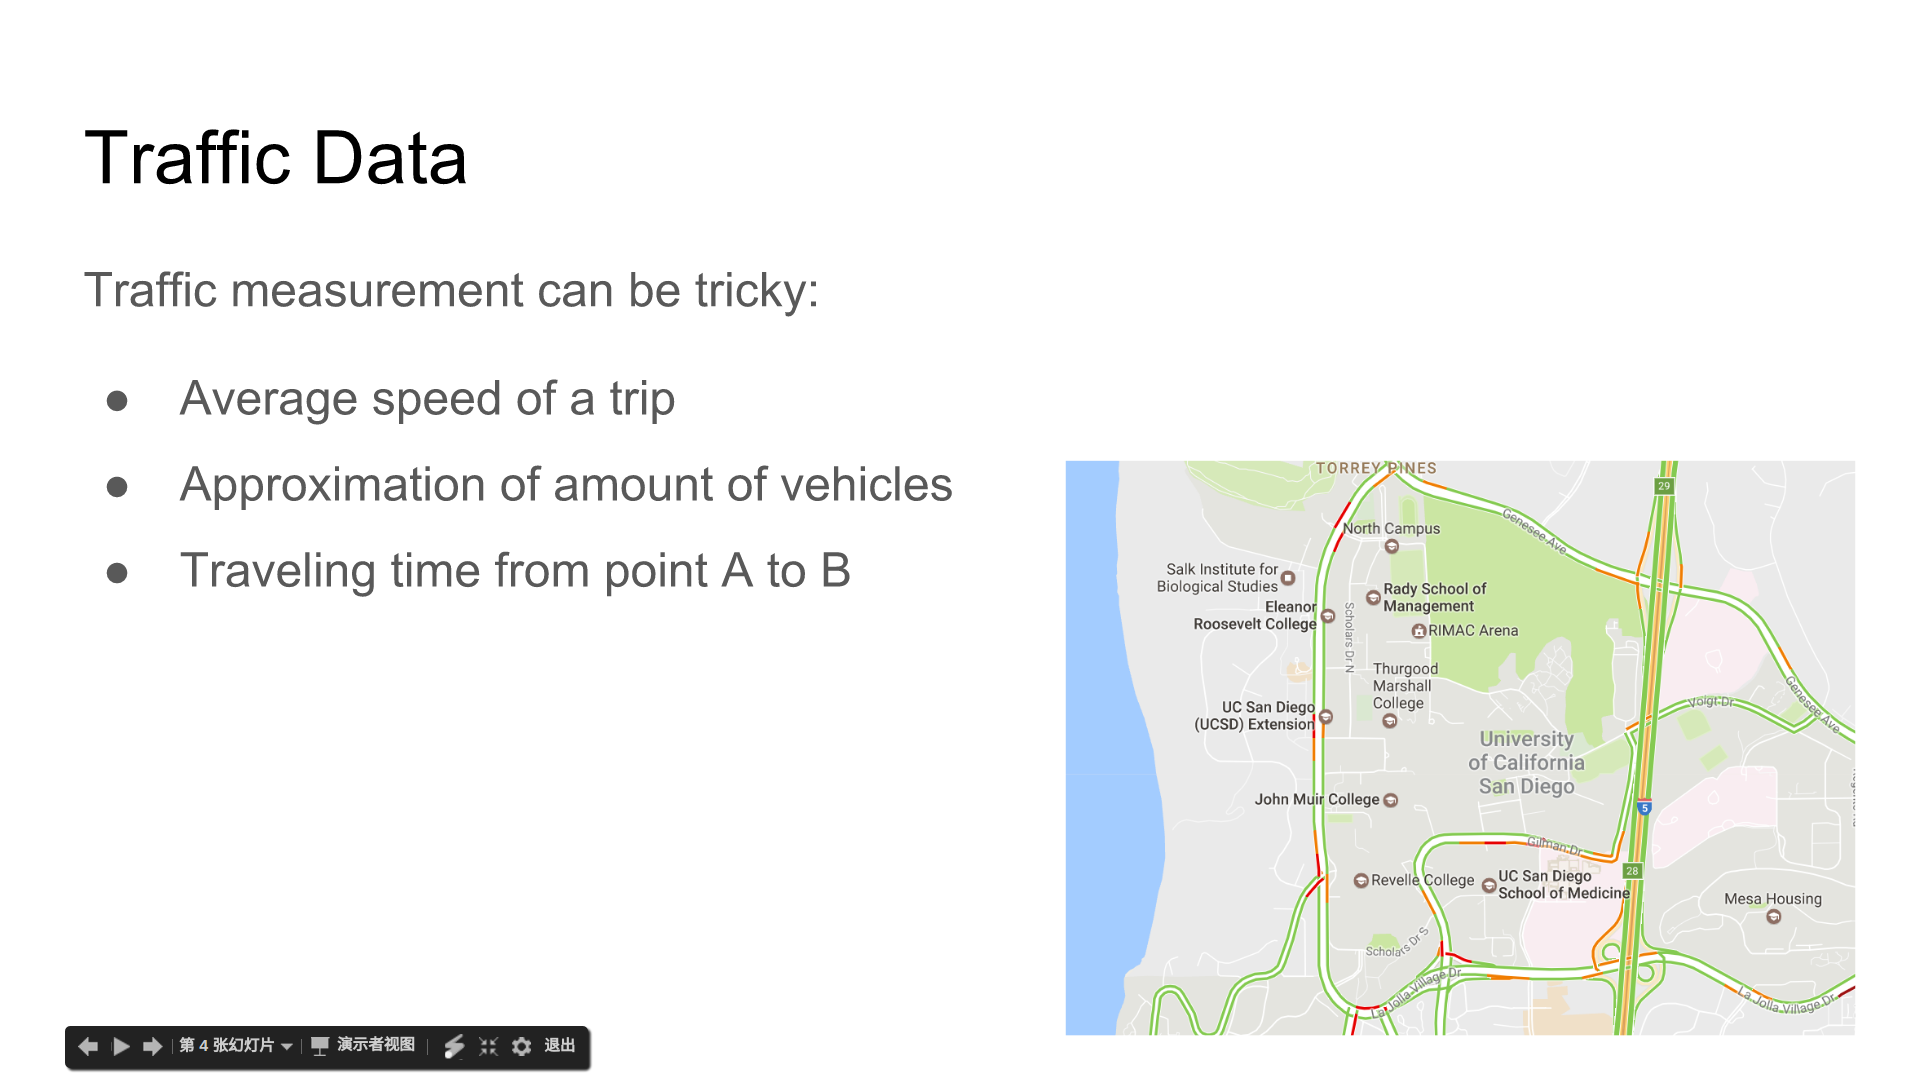 Traffic Data
Traffic measurement can be tricky:
● Average speed of a trip
● Approximation of amount of vehicles
● Traveling time from point A to B
TORREY PINES
29
North Campus
Genesee Ave
Salk Institute for
Biological Studies
Rady School of
Management
Eleanor
Roosevelt College
Scholars Dr N
RIMAC Arena
Thurgood
Marshall
College
UC San Diego
(UCSD) Extension
Voigt Dr
Genesee Ave
University
of California
San Diego
John Muir College
5
Gilman Dr
28
Revelle College
UC San Diego
School of Medicine
Mesa Housing
Scholars Dr S
La Jolla Village Dr
La Jolla Village Dr
第 4 张幻灯片
演示者视图
退出